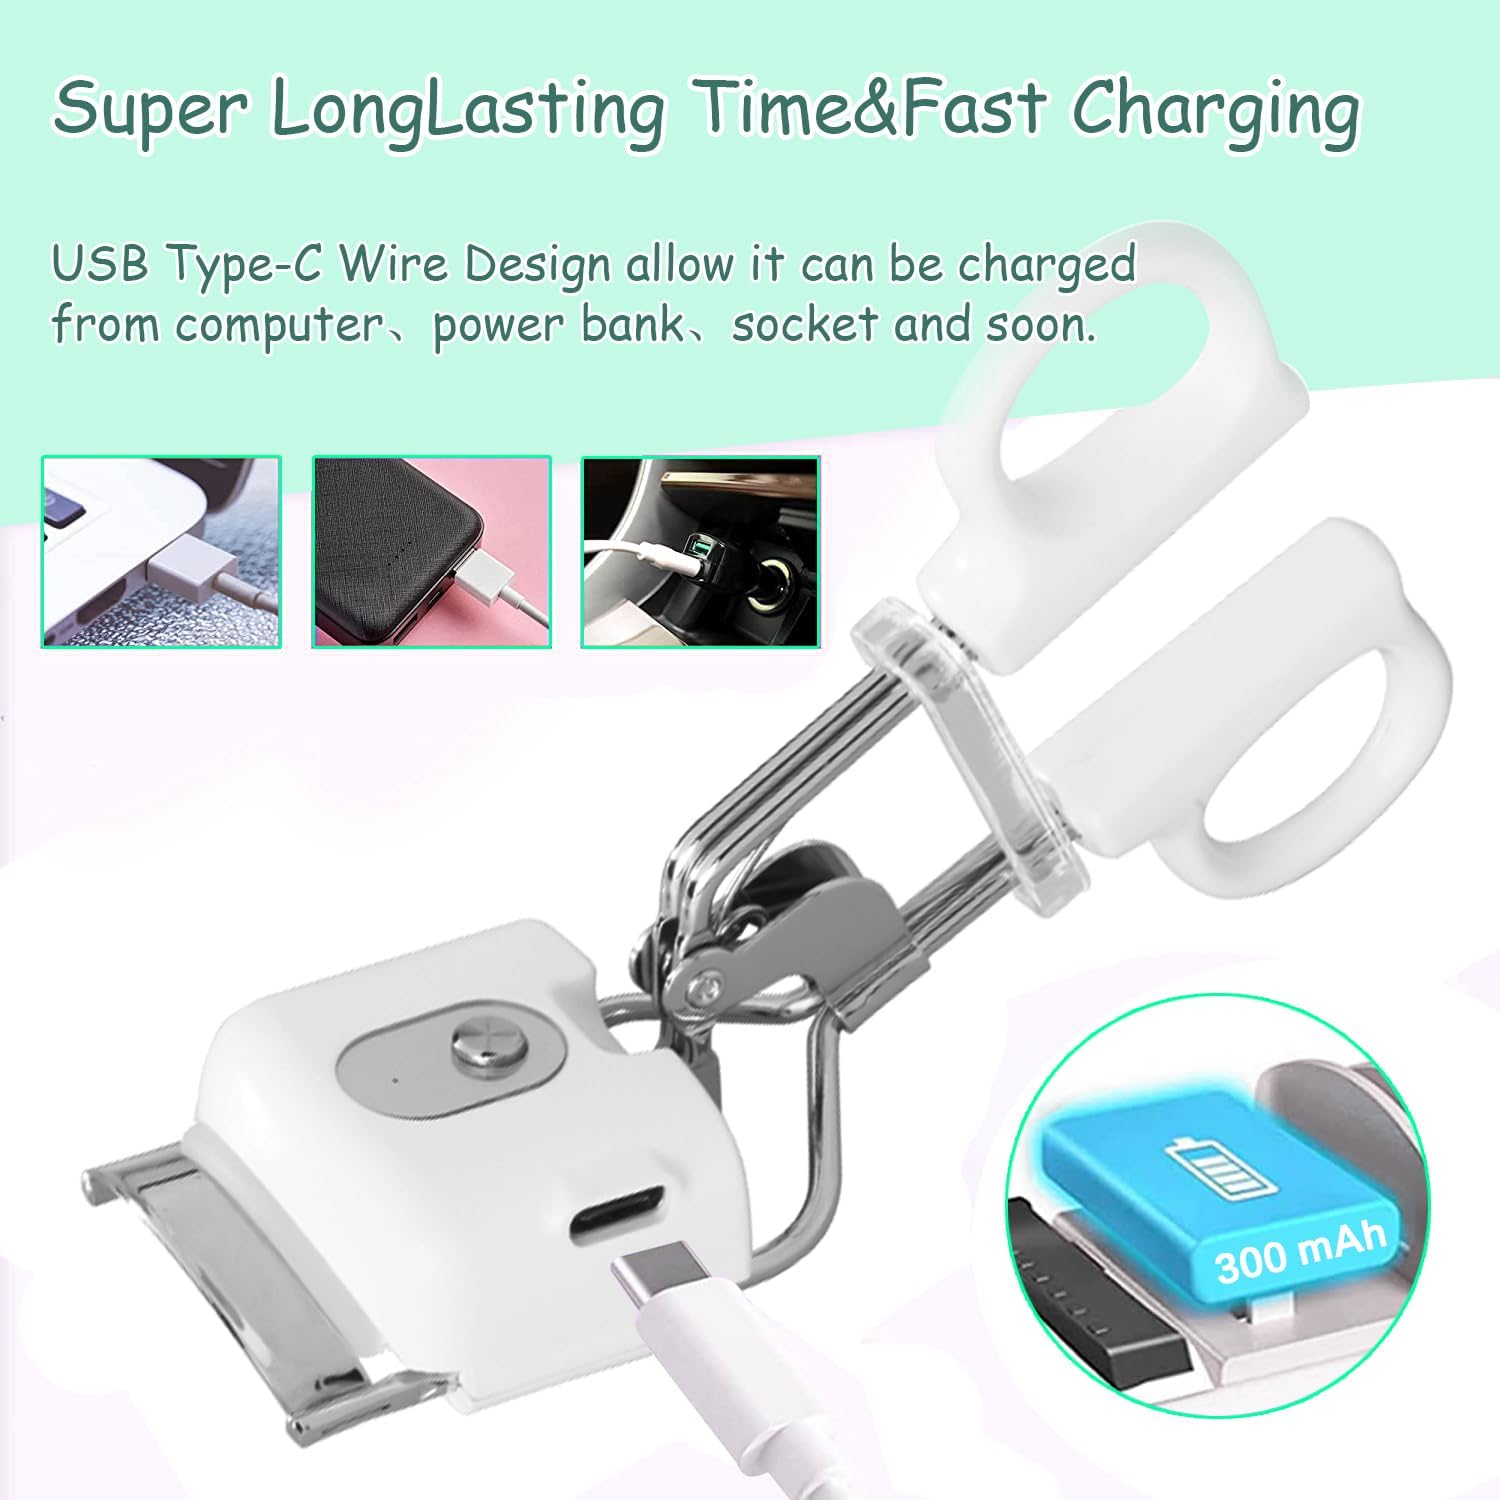 Super LongLasting Time&Fast Charging
USB Type-C Wire Design allow it can be charged
from computer、power bank、socket and soon.
300 mAh